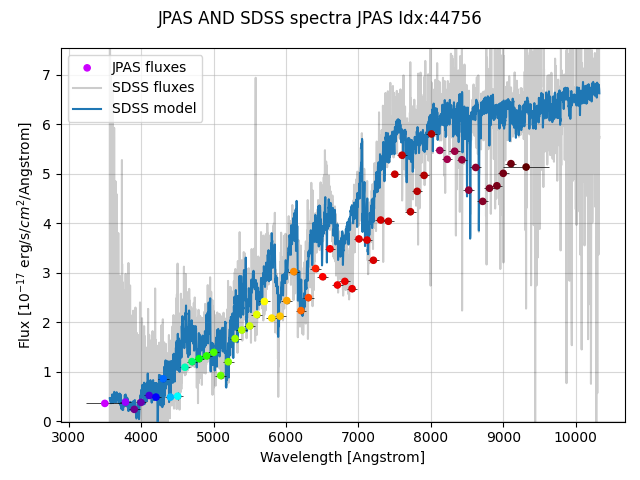 JPAS AND SDSS spectra JPAS Idx:44756
JPAS fluxes
SDSS fluxes
SDSS model
Flux [10^-17 erg/s/cm^2/Angstrom]
7
6
5
4
3
2
1
0
3000 4000 5000 6000 7000 8000 9000 10000
Wavelength [Angstrom]